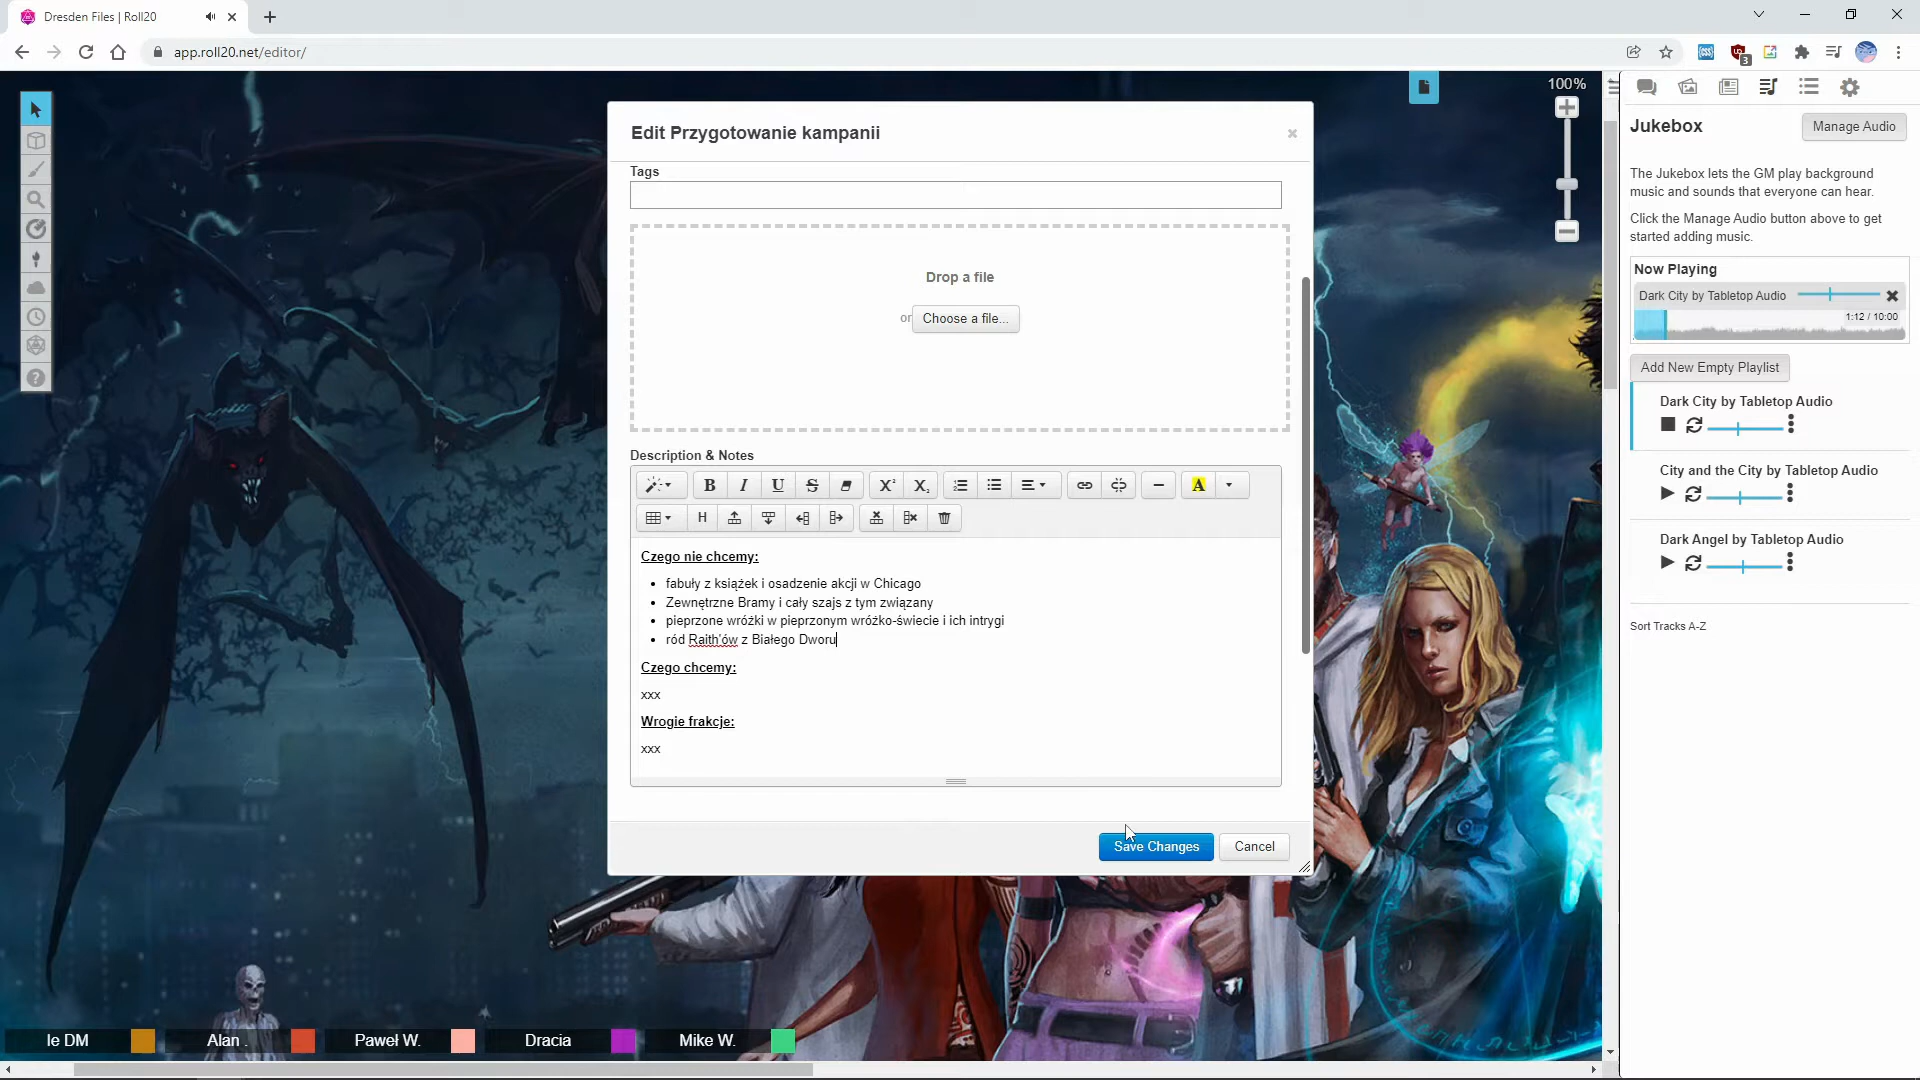 Dresden Files | Roll20
app.roll20.net/editor/
3
100%
Edit Przygotowanie kampanii
Tags
Drop a file
or Choose a file...
Description & Notes
Czego nie chcemy:
fabuły z książek i osadzenie akcji w Chicago
Zewnętrzne Bramy i cały szajs z tym związany
pieprzone wróżki w pieprzonym wróżko-świecie i ich intrygi
ród Raith'ów z Białego Dworu
Czego chcemy:
xxx
Wrogie frakcje:
xxx
Save Changes
Cancel
Jukebox
Manage Audio
The Jukebox lets the GM play background
music and sounds that everyone can hear.
Click the Manage Audio button above to get
started adding music.
Now Playing
Dark City by Tabletop Audio
1:12 / 10:00
Add New Empty Playlist
Dark City by Tabletop Audio
City and the City by Tabletop Audio
Dark Angel by Tabletop Audio
Sort Tracks A-Z
le DM
Alan .
Paweł W.
Dracia
Mike W.